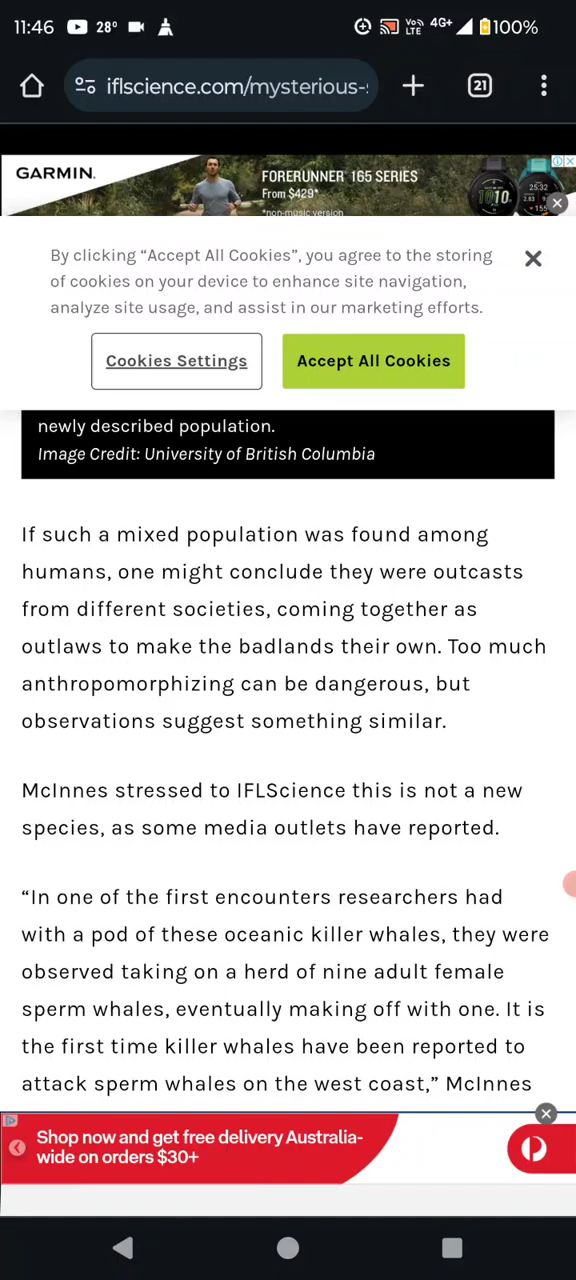 11:46 28° Vo) LTE 4G+ 100%
iflscience.com/mysterious- 21
GARMIN.
FORERUNNER 165 SERIES
From $429*
*non-music version
By clicking “Accept All Cookies”, you agree to the storing
of cookies on your device to enhance site navigation,
analyze site usage, and assist in our marketing efforts.
Cookies Settings Accept All Cookies
newly described population.
Image Credit: University of British Columbia
If such a mixed population was found among
humans, one might conclude they were outcasts
from different societies, coming together as
outlaws to make the badlands their own. Too much
anthropomorphizing can be dangerous, but
observations suggest something similar.
McInnes stressed to IFLScience this is not a new
species, as some media outlets have reported.
“In one of the first encounters researchers had
with a pod of these oceanic killer whales, they were
observed taking on a herd of nine adult female
sperm whales, eventually making off with one. It is
the first time killer whales have been reported to
attack sperm whales on the west coast,” McInnes
Shop now and get free delivery Australia-
wide on orders $30+